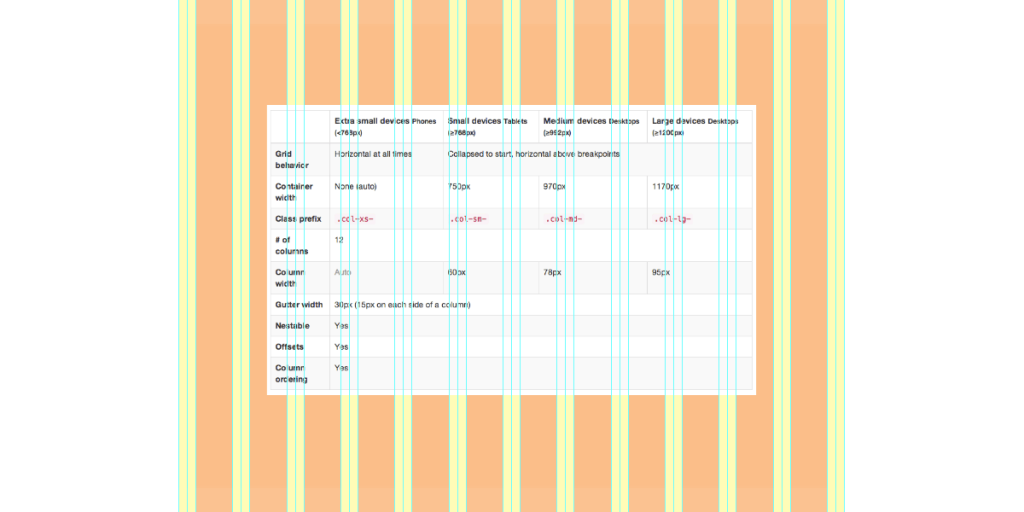 Extra small devices Phones (<768px) Small devices Tablets (≥768px) Medium devices Desktops (≥992px) Large devices Desktops (≥1200px)
Grid behavior Horizontal at all times Collapsed to start, horizontal above breakpoints
Container width None (auto) 750px 970px 1170px
Class prefix .col-xs- .col-sm- .col-md- .col-lg-
# of columns 12
Column width Auto 60px 78px 95px
Gutter width 30px (15px on each side of a column)
Nestable Yes
Offsets Yes
Column ordering Yes